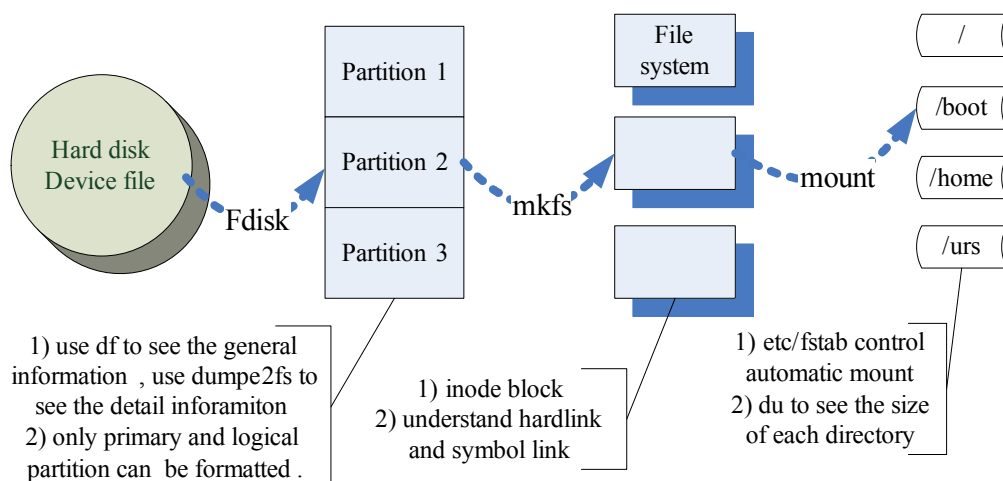 Hard disk
Device file
Fdisk
Partition 1
Partition 2
Partition 3
mkfs
File
system
mount
/
/boot
/home
/urs
1) use df to see the general
information , use dumpe2fs to
see the detail inforamiton
2) only primary and logical
partition can be formatted .
1) inode block
2) understand hardlink
and symbol link
1) etc/fstab control
automatic mount
2) du to see the size
of each directory